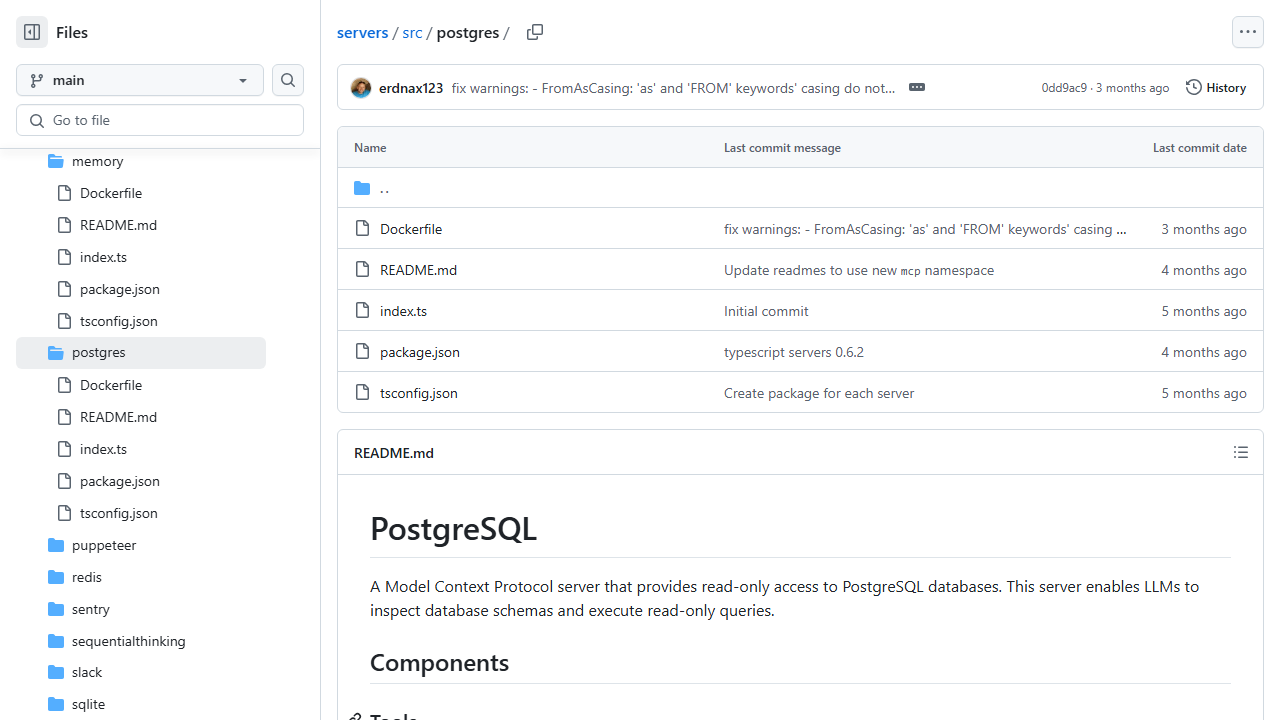 Files
main
Go to file
memory
Dockerfile
README.md
index.ts
package.json
tsconfig.json
postgres
Dockerfile
README.md
index.ts
package.json
tsconfig.json
puppeteer
redis
sentry
sequentialthinking
slack
sqlite
servers / src / postgres /
erdnax123 fix warnings: - FromAsCasing: 'as' and 'FROM' keywords' casing do not... 0dd9ac9 · 3 months ago History
Name Last commit message Last commit date
..
Dockerfile fix warnings: - FromAsCasing: 'as' and 'FROM' keywords' casing ... 3 months ago
README.md Update readmes to use new mcp namespace 4 months ago
index.ts Initial commit 5 months ago
package.json typescript servers 0.6.2 4 months ago
tsconfig.json Create package for each server 5 months ago
README.md
PostgreSQL
A Model Context Protocol server that provides read-only access to PostgreSQL databases. This server enables LLMs to
inspect database schemas and execute read-only queries.
Components
Tools